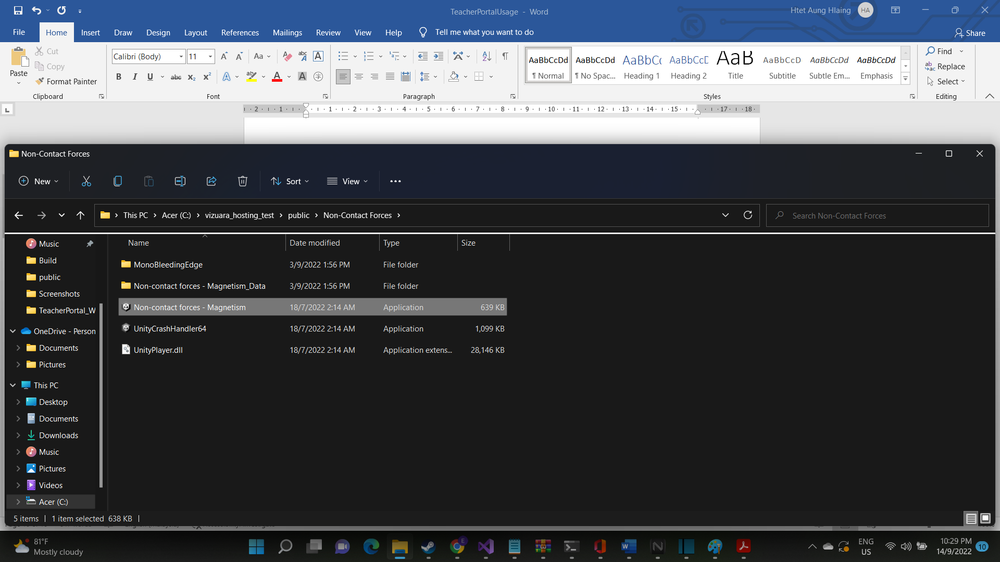 TeacherPortalUsage - Word
Htet Aung Hlaing
HA
File
Home
Insert
Draw
Design
Layout
References
Mailings
Review
View
Help
Tell me what you want to do
Share
Paste
Cut
Copy
Format Painter
Clipboard
Calibri (Body)
11
Font
Paragraph
AaBbCcDd
¶ Normal
AaBbCcDd
¶ No Spac...
AaBbC
Heading 1
AaBbCcD
Heading 2
AaB
Title
AaBbCcD
Subtitle
AaBbCcDd
Subtle Em...
AaBbCcDd
Emphasis
Styles
Find
Replace
Select
Editing
2 1 1 2 3 4 5 6 7 8 9 10 11 12 13 14 15 17 18
Non-Contact Forces
New
Sort
View
This PC > Acer (C:) > vizuara_hosting_test > public > Non-Contact Forces >
Search Non-Contact Forces
Music
Build
public
Screenshots
TeacherPortal_W
OneDrive - Person
Documents
Pictures
This PC
Desktop
Documents
Downloads
Music
Pictures
Videos
Acer (C:)
Name Date modified Type Size
MonoBleedingEdge 3/9/2022 1:56 PM File folder
Non-contact forces - Magnetism_Data 3/9/2022 1:56 PM File folder
Non-contact forces - Magnetism 18/7/2022 2:14 AM Application 639 KB
UnityCrashHandler64 18/7/2022 2:14 AM Application 1,099 KB
UnityPlayer.dll 18/7/2022 2:14 AM Application extens... 28,146 KB
5 items 1 item selected 638 KB
81°F
Mostly cloudy
ENG
US
10:29 PM
14/9/2022
10